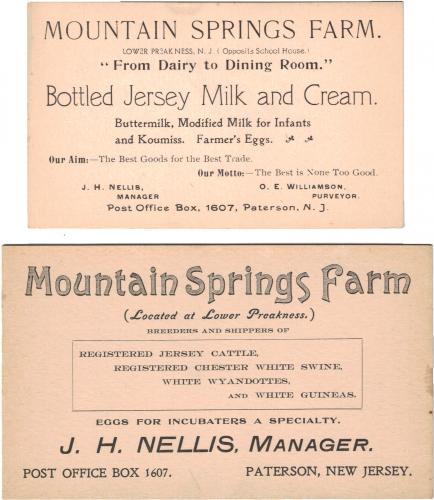 MOUNTAIN SPRINGS FARM.
LOWER PREAKNESS, N. J. (Opposite School House.)
"From Dairy to Dining Room."
Bottled Jersey Milk and Cream.
Buttermilk, Modified Milk for Infants
and Koumiss. Farmer's Eggs.
Our Aim:—The Best Goods for the Best Trade.
Our Motto:—The Best is None Too Good.
J. H. NELLIS, O. E. WILLIAMSON,
MANAGER PURVEYOR.
Post Office Box, 1607, Paterson, N. J.
Mountain Springs Farm
(Located at Lower Preakness.)
BREEDERS AND SHIPPERS OF
REGISTERED JERSEY CATTLE,
REGISTERED CHESTER WHITE SWINE,
WHITE WYANDOTTES,
AND WHITE GUINEAS.
EGGS FOR INCUBATERS A SPECIALTY.
J. H. NELLIS, MANAGER.
POST OFFICE BOX 1607. PATERSON, NEW JERSEY.